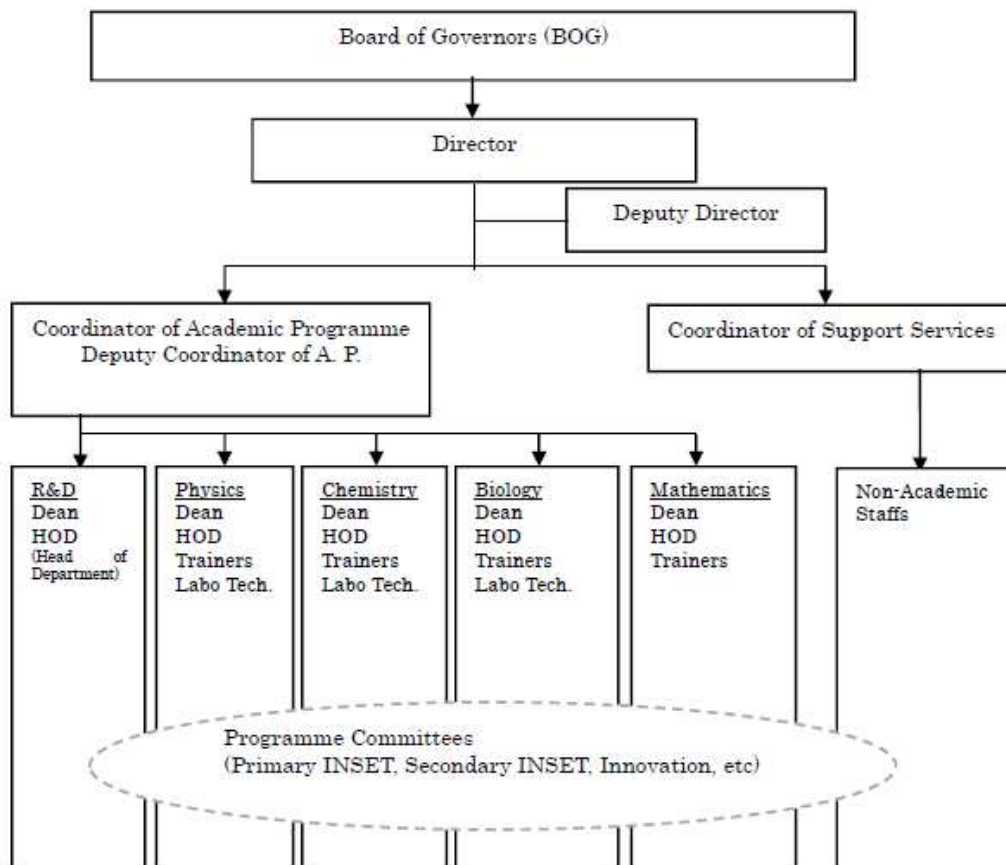 Board of Governors (BOG)
Director
Deputy Director
Coordinator of Academic Programme
Deputy Coordinator of A. P.
Coordinator of Support Services
R&D
Dean
HOD
(Head of
Department)
Physics
Dean
HOD
Trainers
Labo Tech.
Chemistry
Dean
HOD
Trainers
Labo Tech.
Biology
Dean
HOD
Trainers
Labo Tech.
Mathematics
Dean
HOD
Trainers
Non-Academic
Staffs
Programme Committees
(Primary INSET, Secondary INSET, Innovation, etc)